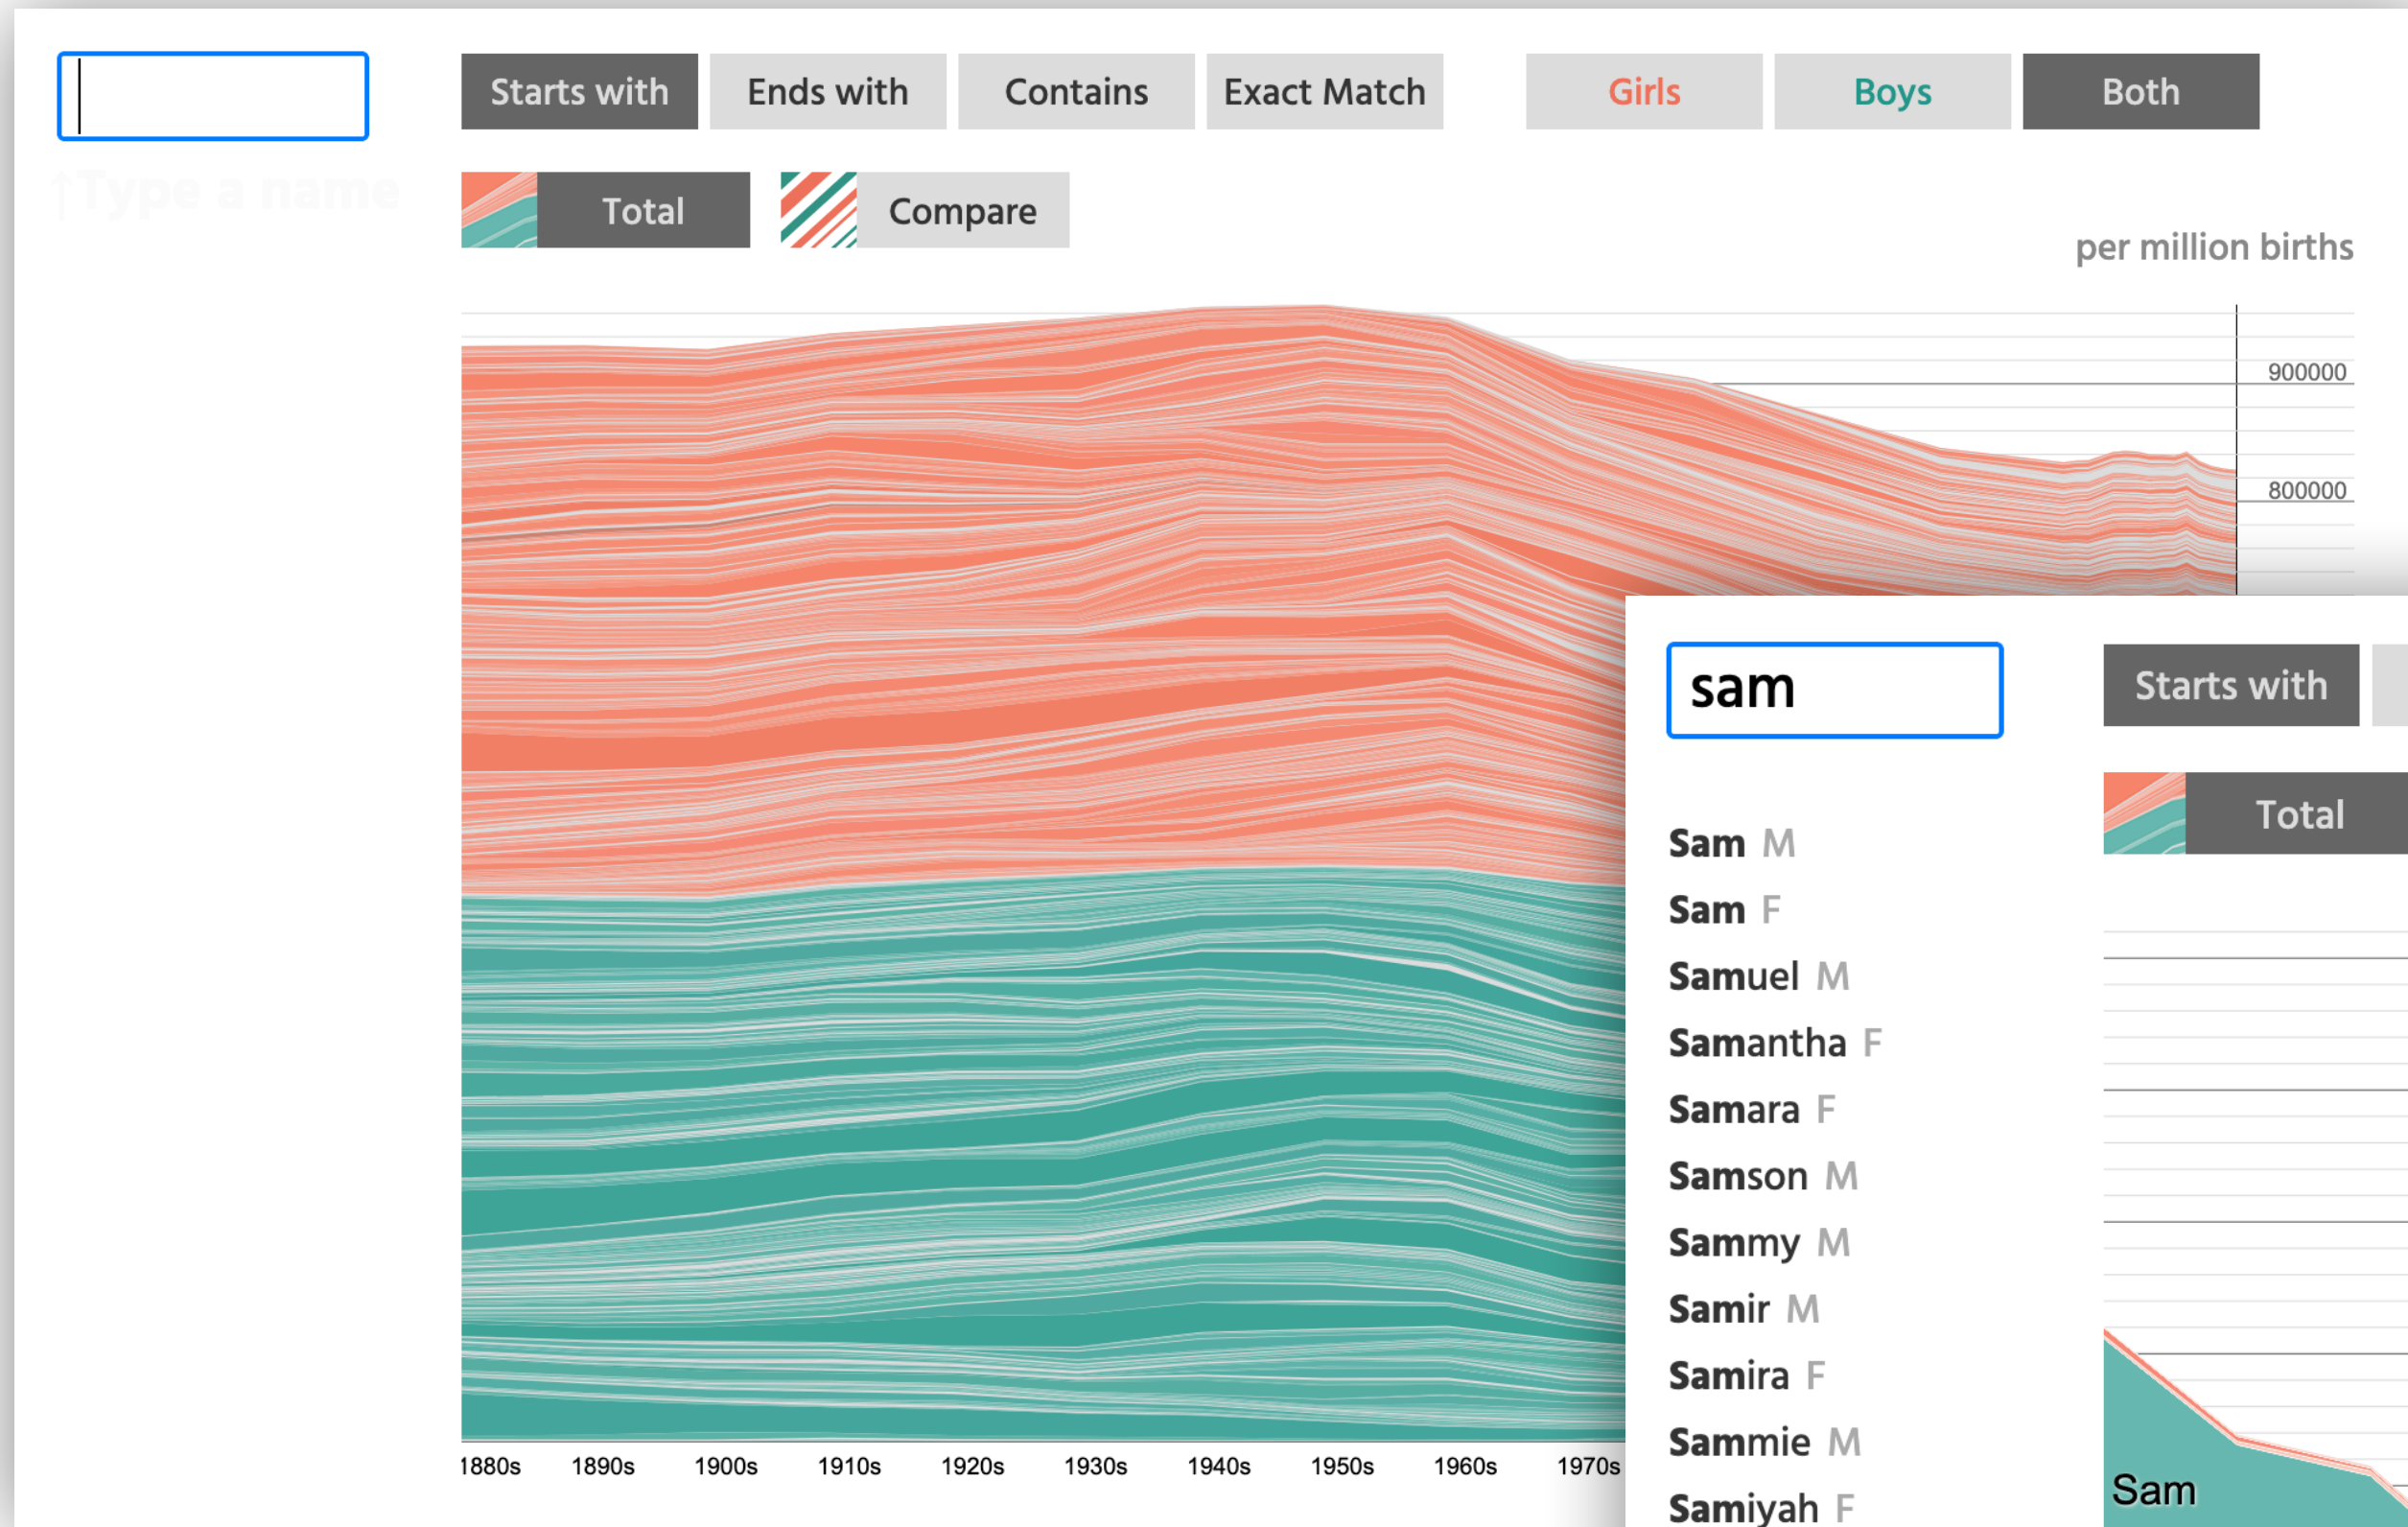 Starts with Ends with Contains Exact Match Girls Boys Both
↑Type a name
Total Compare
per million births
900000
800000
sam
Starts with
Total
Sam M
Sam F
Samuel M
Samantha F
Samara F
Samson M
Sammy M
Samir M
Samira F
Sammie M
Samiyah F
Sam
1880s 1890s 1900s 1910s 1920s 1930s 1940s 1950s 1960s 1970s